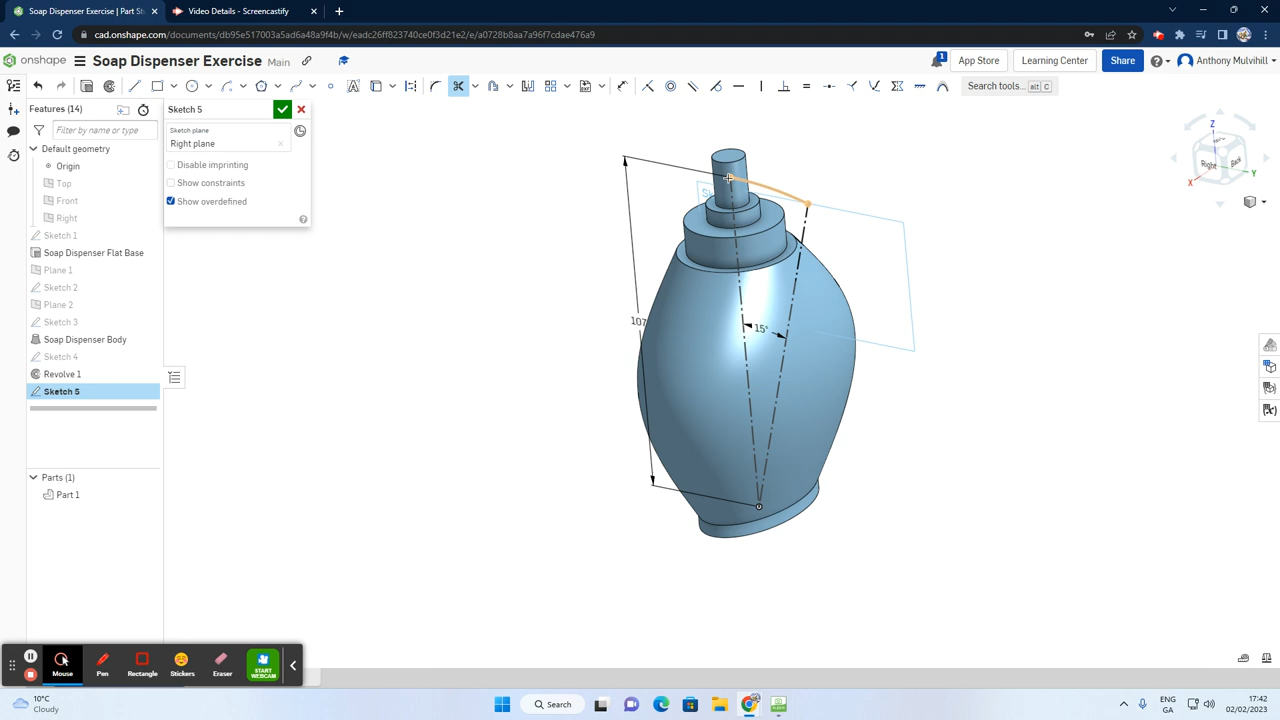 Soap Dispenser Exercise | Part St
Video Details - Screencastify
cad.onshape.com/documents/db95e517003a5ad6a48a9f4b/w/eadc26ff823740ce0f3d21e2/e/a0728b8aa7a96f7c476ae5a9
onshape
Soap Dispenser Exercise Main
1
App Store
Learning Center
Share
Anthony Mulvihill
Search tools...
alt C
Features (14)
Filter by name or type
Default geometry
Origin
Top
Front
Right
Sketch 1
Soap Dispenser Flat Base
Plane 1
Sketch 2
Plane 2
Sketch 3
Soap Dispenser Body
Sketch 4
Revolve 1
Sketch 5
Parts (1)
Part 1
Sketch 5
Sketch plane
Right plane
Disable imprinting
Show constraints
Show overdefined
107
15°
Z
Right
Back
X
Mouse
Pen
Rectangle
Stickers
Eraser
START
WEBCAM
10°C
Cloudy
Search
ENG
GA
17:42
02/02/2023